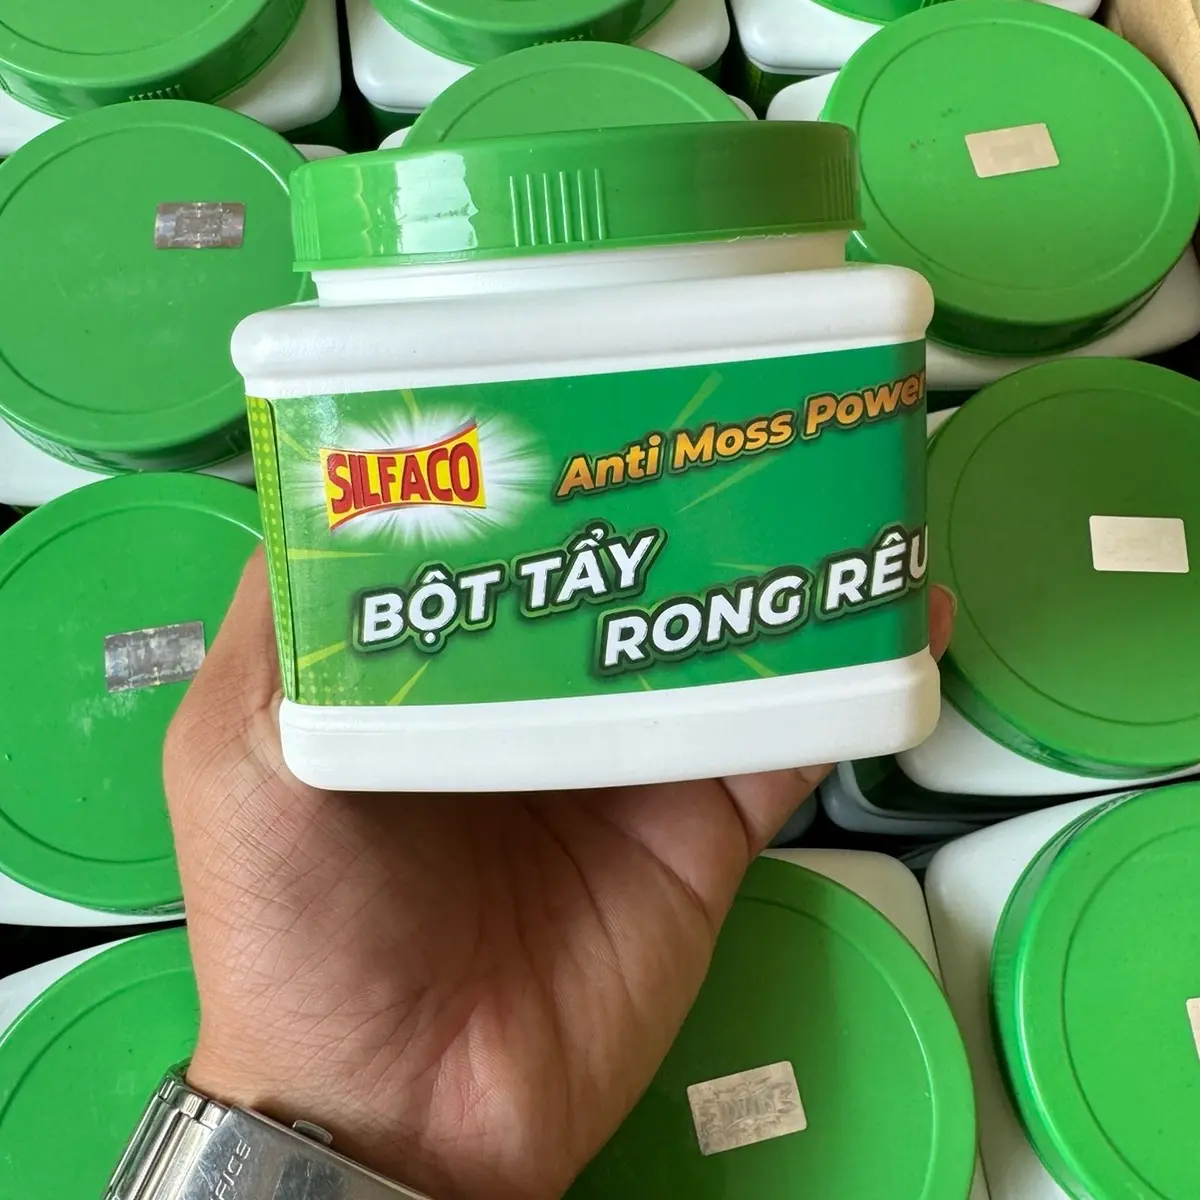 SILFACO
Anti Moss Power
BỘT TẨY
RONG RÊU